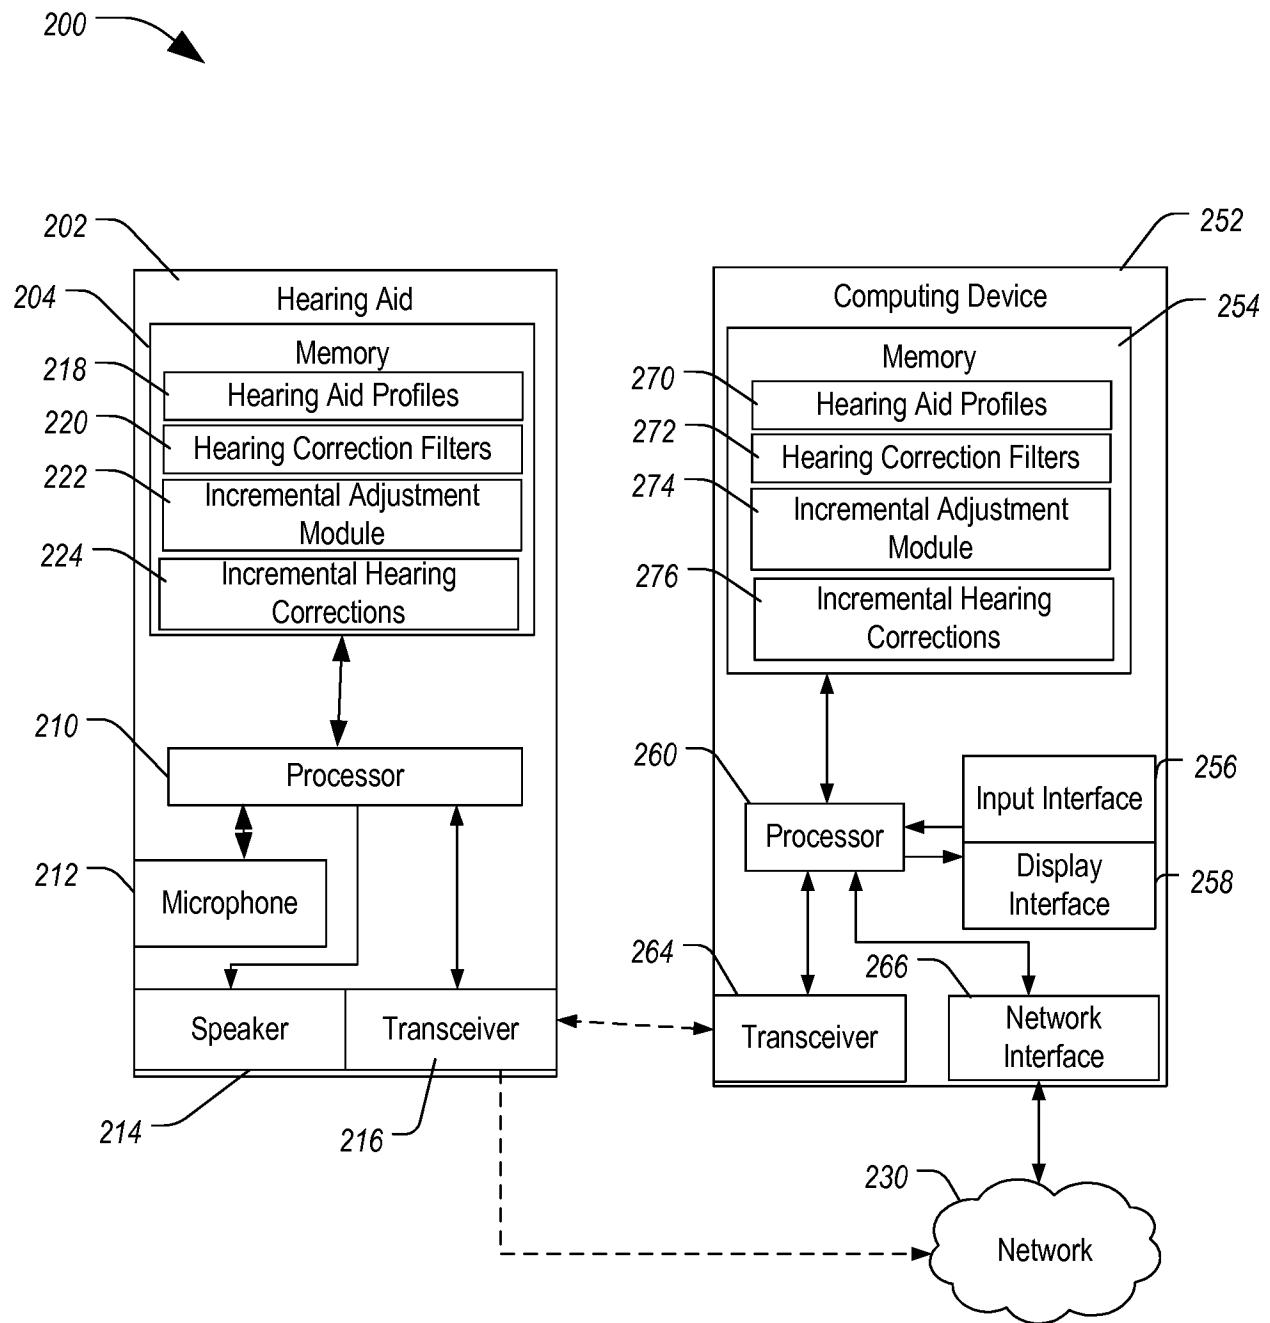 200
202
Hearing Aid
204
Memory
218
Hearing Aid Profiles
220
Hearing Correction Filters
222
Incremental Adjustment
Module
224
Incremental Hearing
Corrections
210
Processor
212
Microphone
Speaker
Transceiver
214
216
252
Computing Device
254
Memory
270
Hearing Aid Profiles
272
Hearing Correction Filters
274
Incremental Adjustment
Module
276
Incremental Hearing
Corrections
260
Processor
256
Input Interface
Display
Interface
258
264
Transceiver
266
Network
Interface
230
Network